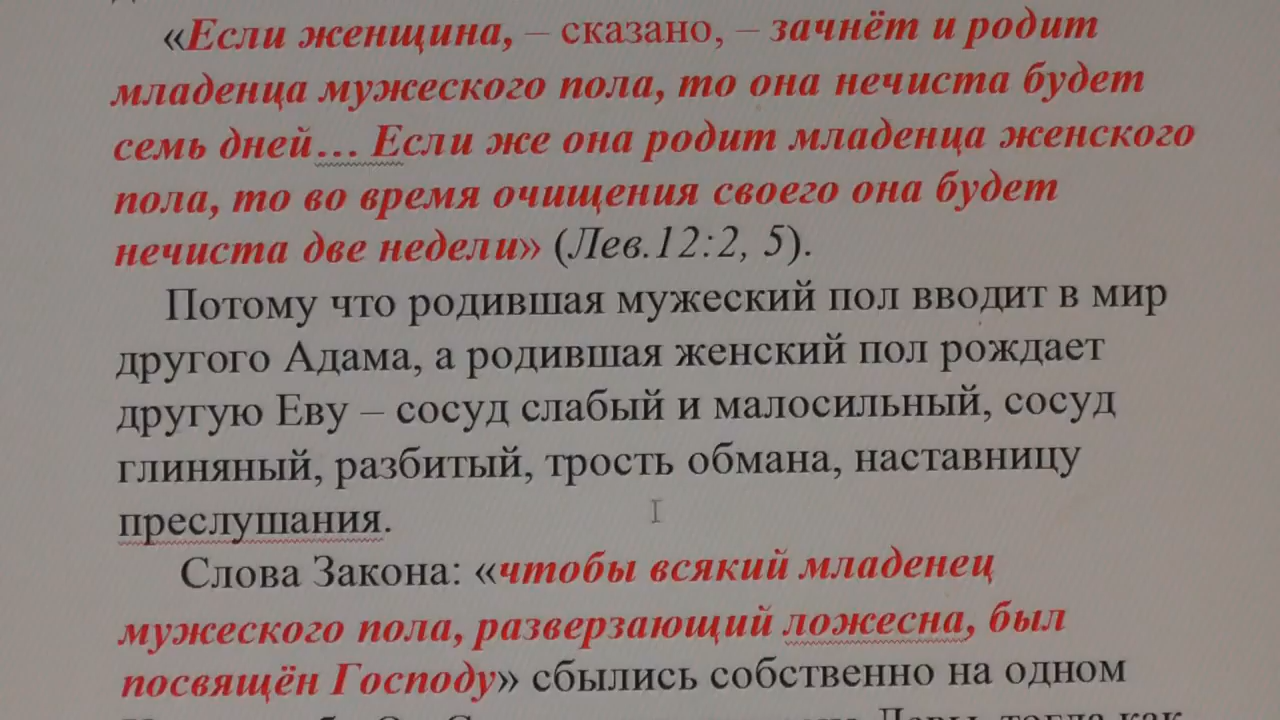 «Если женщина, – сказано, – зачнёт и родит
младенца мужеского пола, то она нечиста будет
семь дней… Если же она родит младенца женского
пола, то во время очищения своего она будет
нечиста две недели» (Лев.12:2, 5).
Потому что родившая мужеский пол вводит в мир
другого Адама, а родившая женский пол рождает
другую Еву – сосуд слабый и малосильный, сосуд
глиняный, разбитый, трость обмана, наставницу
преслушания.
Слова Закона: «чтобы всякий младенец
мужеского пола, разверзающий ложесна, был
посвящён Господу» сбылись собственно на одном
Девы, тогда как